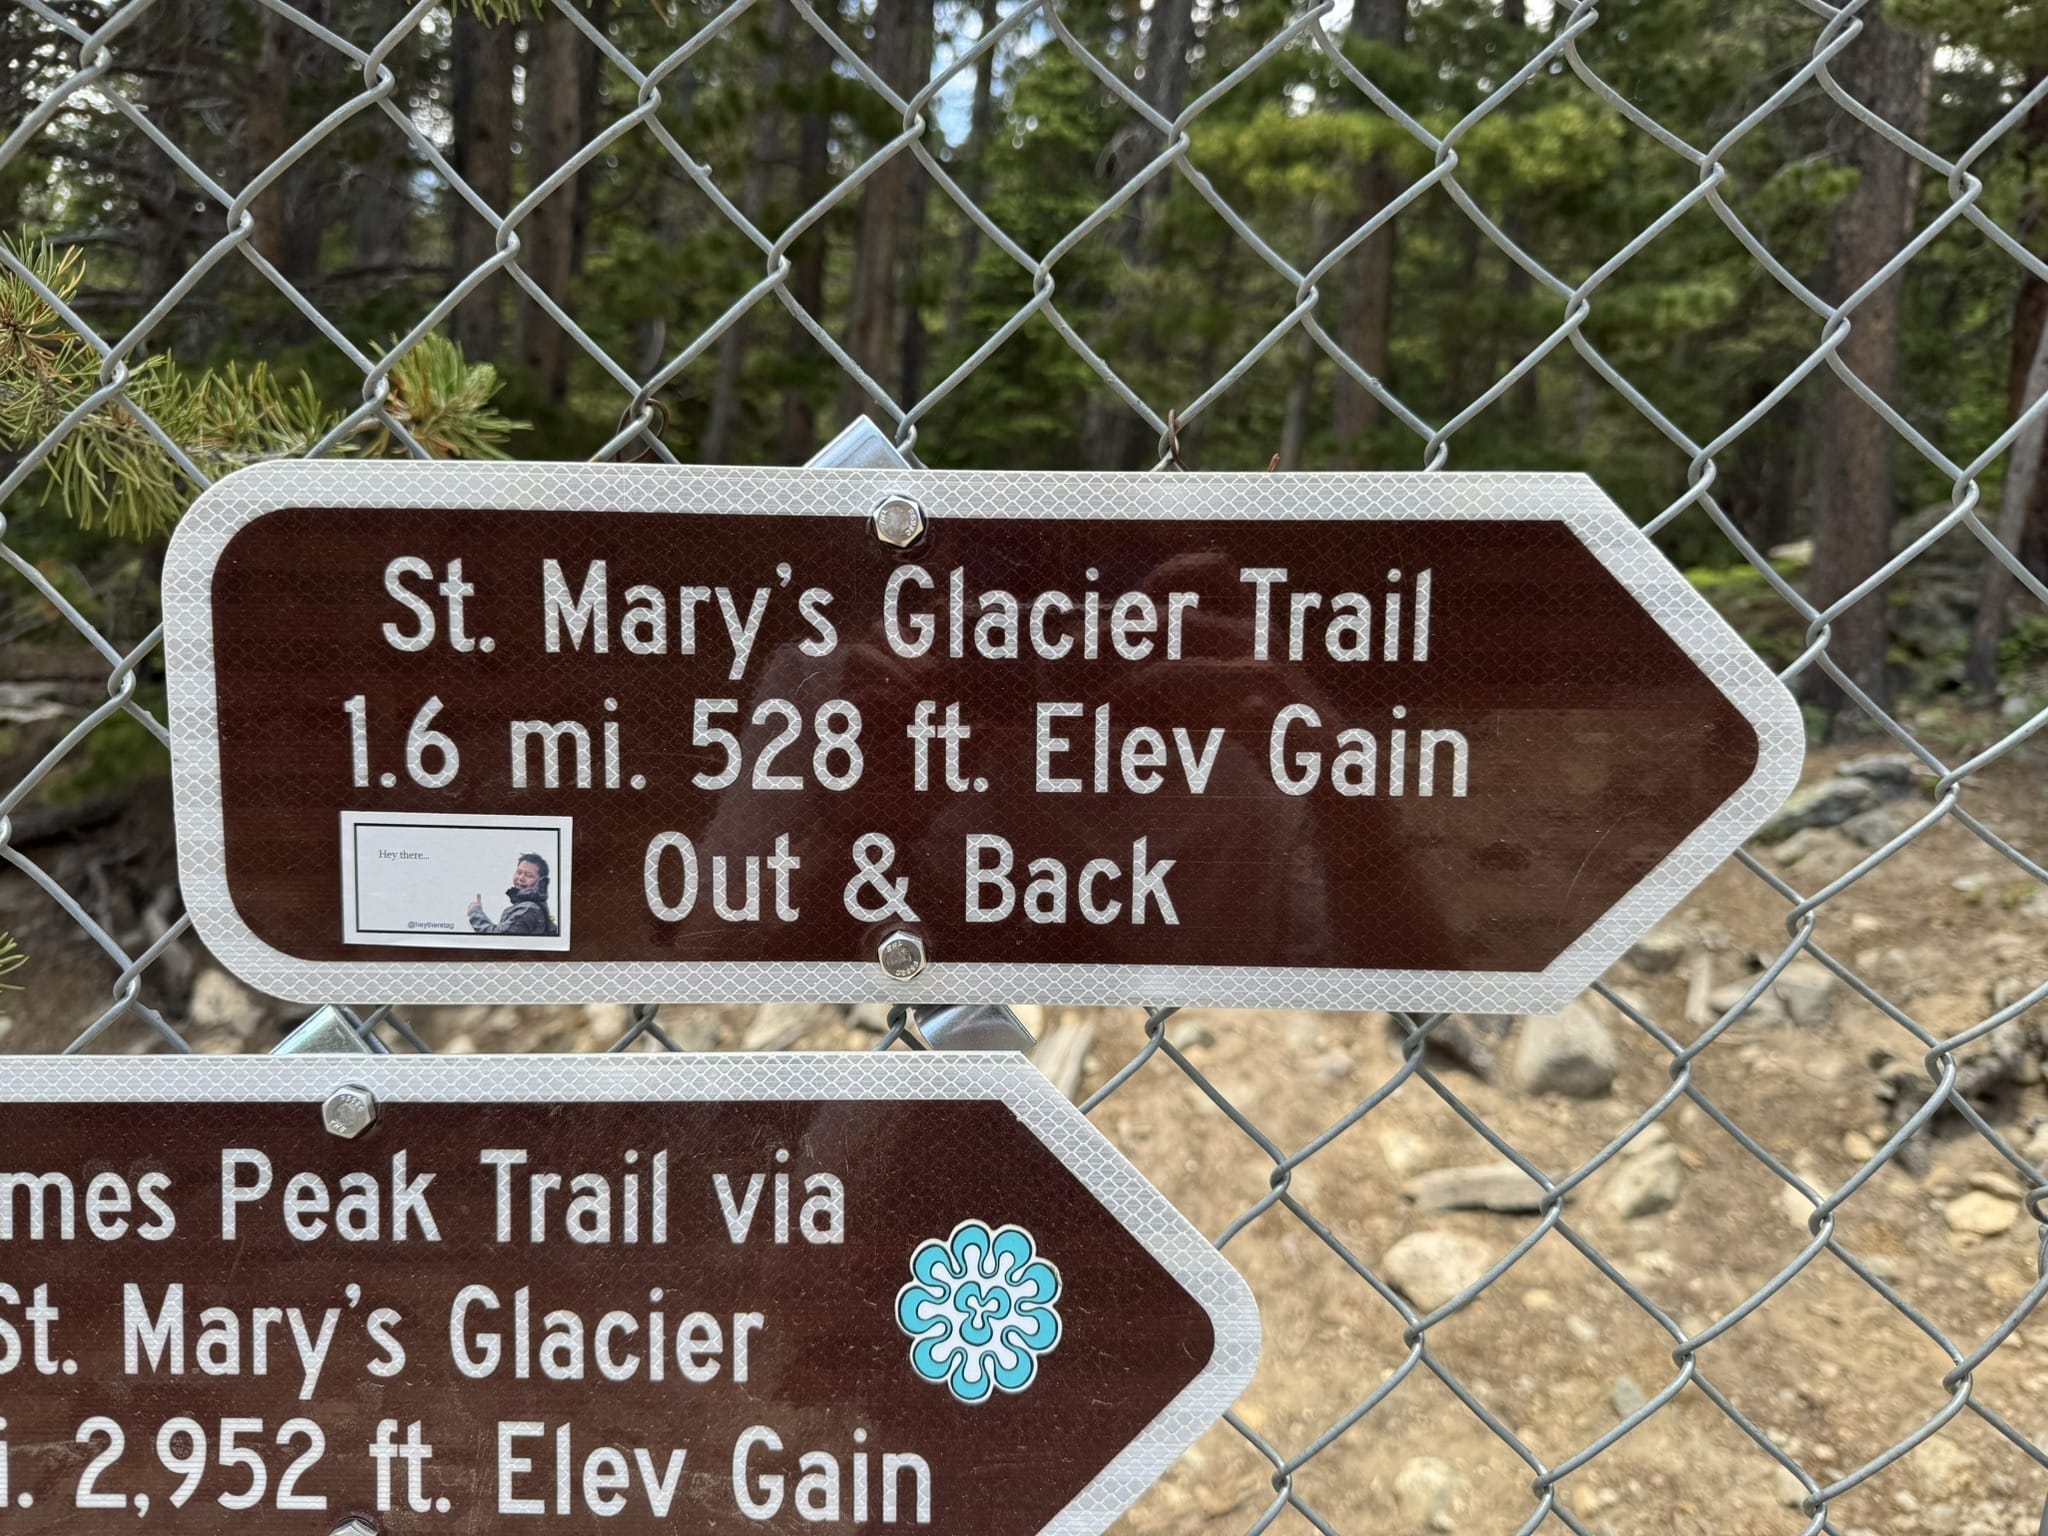 St. Mary's Glacier Trail
1.6 mi. 528 ft. Elev Gain
Out & Back
Hey there...
@heytheretag
mes Peak Trail via
St. Mary's Glacier
i. 2,952 ft. Elev Gain